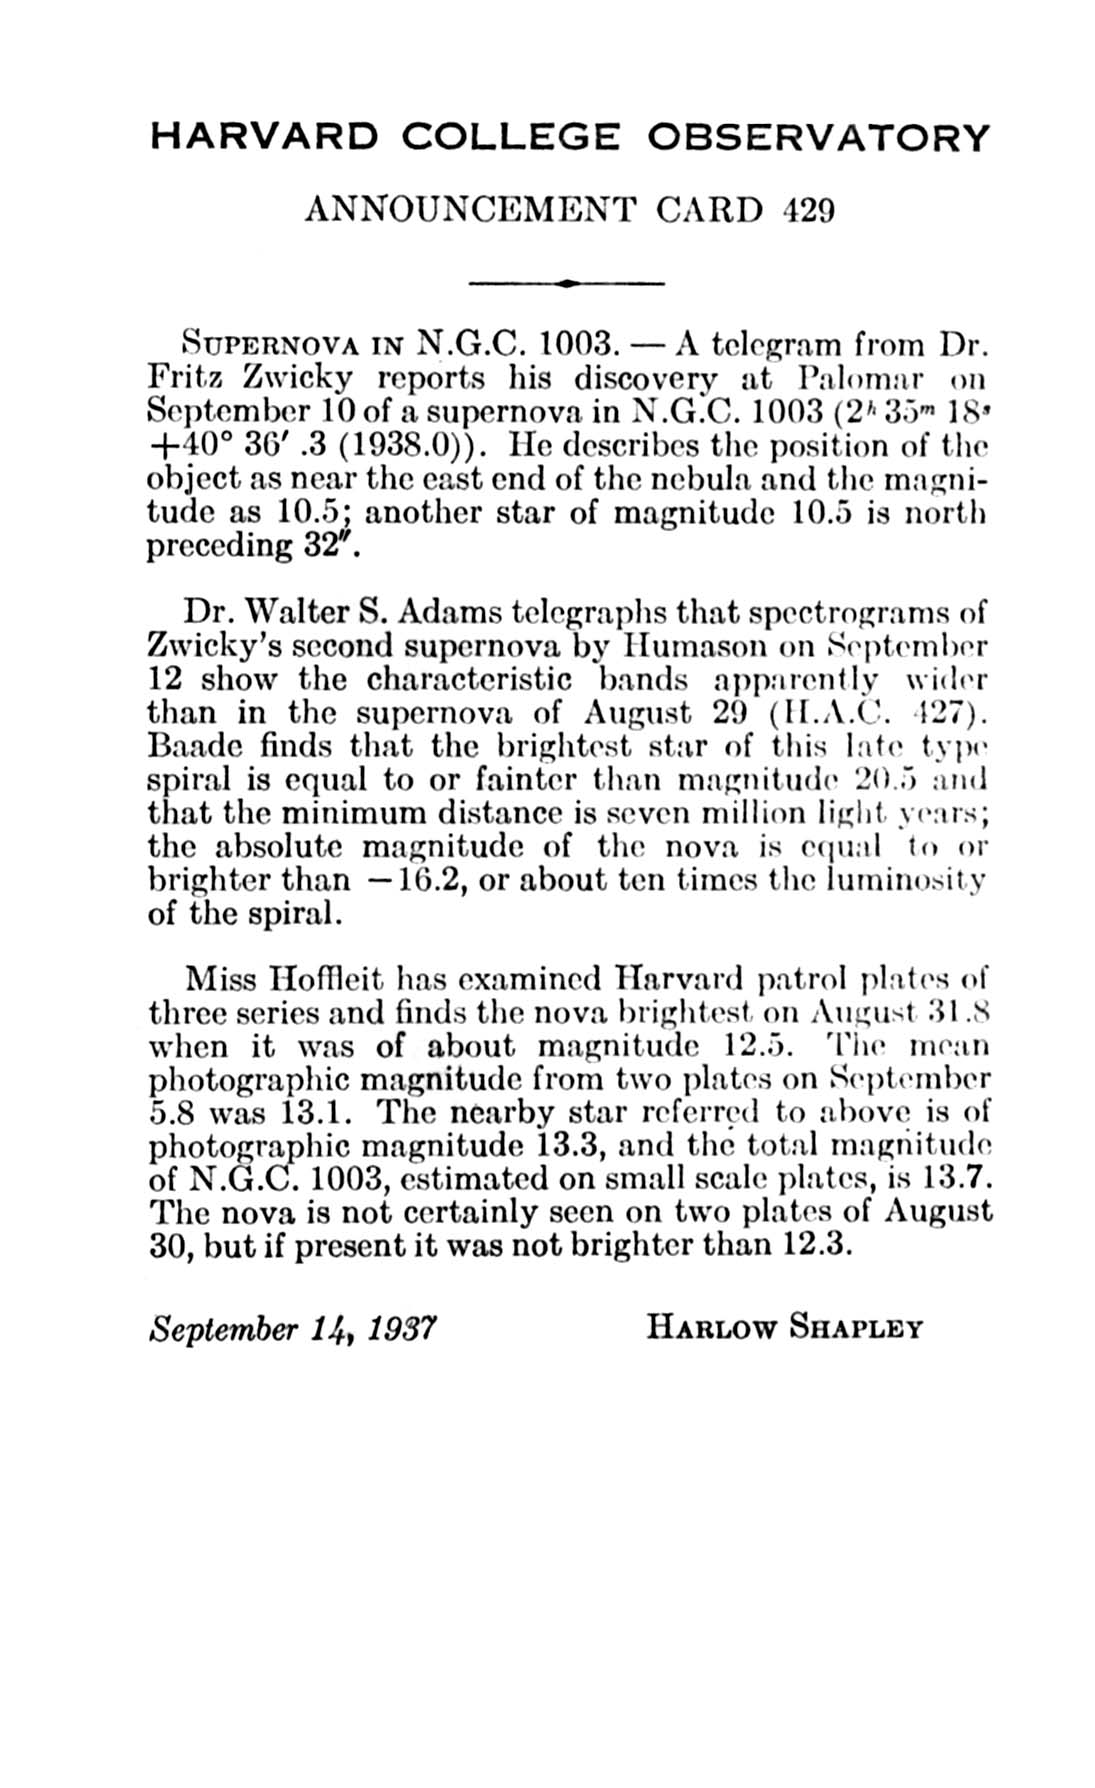 HARVARD COLLEGE OBSERVATORY
ANNOUNCEMENT CARD 429
SUPERNOVA IN N.G.C. 1003. — A telegram from Dr.
Fritz Zwicky reports his discovery at Palomar on
September 10 of a supernova in N.G.C. 1003 (2ʰ 35ᵐ 18ˢ
+40° 36′ .3 (1938.0)). He describes the position of the
object as near the east end of the nebula and the magni-
tude as 10.5; another star of magnitude 10.5 is north
preceding 32″.
Dr. Walter S. Adams telegraphs that spectrograms of
Zwicky's second supernova by Humason on September
12 show the characteristic bands apparently wider
than in the supernova of August 29 (H.A.C. 427).
Baade finds that the brightest star of this late type
spiral is equal to or fainter than magnitude 20.5 and
that the minimum distance is seven million light years;
the absolute magnitude of the nova is equal to or
brighter than −16.2, or about ten times the luminosity
of the spiral.
Miss Hoffleit has examined Harvard patrol plates of
three series and finds the nova brightest on August 31.8
when it was of about magnitude 12.5. The mean
photographic magnitude from two plates on September
5.8 was 13.1. The nearby star referred to above is of
photographic magnitude 13.3, and the total magnitude
of N.G.C. 1003, estimated on small scale plates, is 13.7.
The nova is not certainly seen on two plates of August
30, but if present it was not brighter than 12.3.
September 14, 1937 HARLOW SHAPLEY